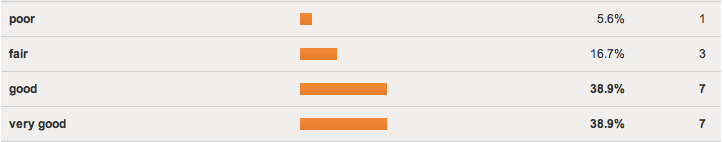 poor 5.6% 1
fair 16.7% 3
good 38.9% 7
very good 38.9% 7